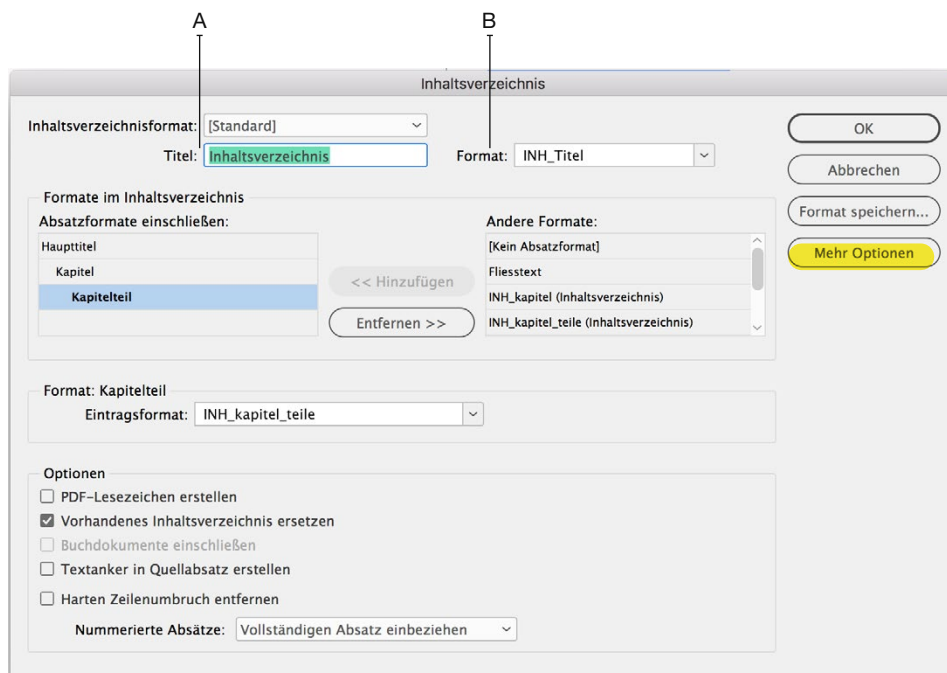 A B
Inhaltsverzeichnis
Inhaltsverzeichnisformat: [Standard]
OK
Titel: Inhaltsverzeichnis Format: INH_Titel
Abbrechen
Formate im Inhaltsverzeichnis
Format speichern...
Absatzformate einschließen: Andere Formate:
Haupttitel [Kein Absatzformat]
Mehr Optionen
Kapitel Fliesstext
<< Hinzufügen
Kapitelteil INH_kapitel (Inhaltsverzeichnis)
Entfernen >> INH_kapitel_teile (Inhaltsverzeichnis)
Format: Kapitelteil
Eintragsformat: INH_kapitel_teile
Optionen
PDF-Lesezeichen erstellen
Vorhandenes Inhaltsverzeichnis ersetzen
Buchdokumente einschließen
Textanker in Quellabsatz erstellen
Harten Zeilenumbruch entfernen
Nummerierte Absätze: Vollständigen Absatz einbeziehen